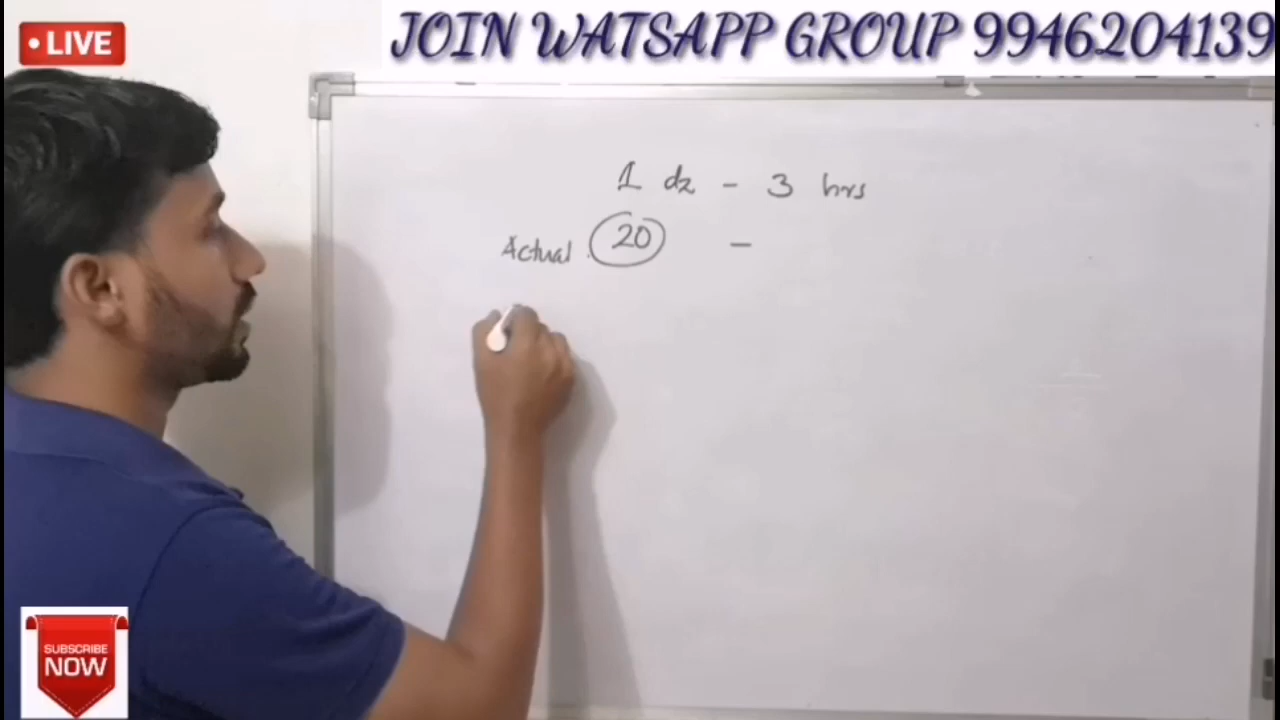 LIVE
JOIN WATSAPP GROUP 9946204139
1 dz - 3 hrs
Actual 20 -
SUBSCRIBE
NOW